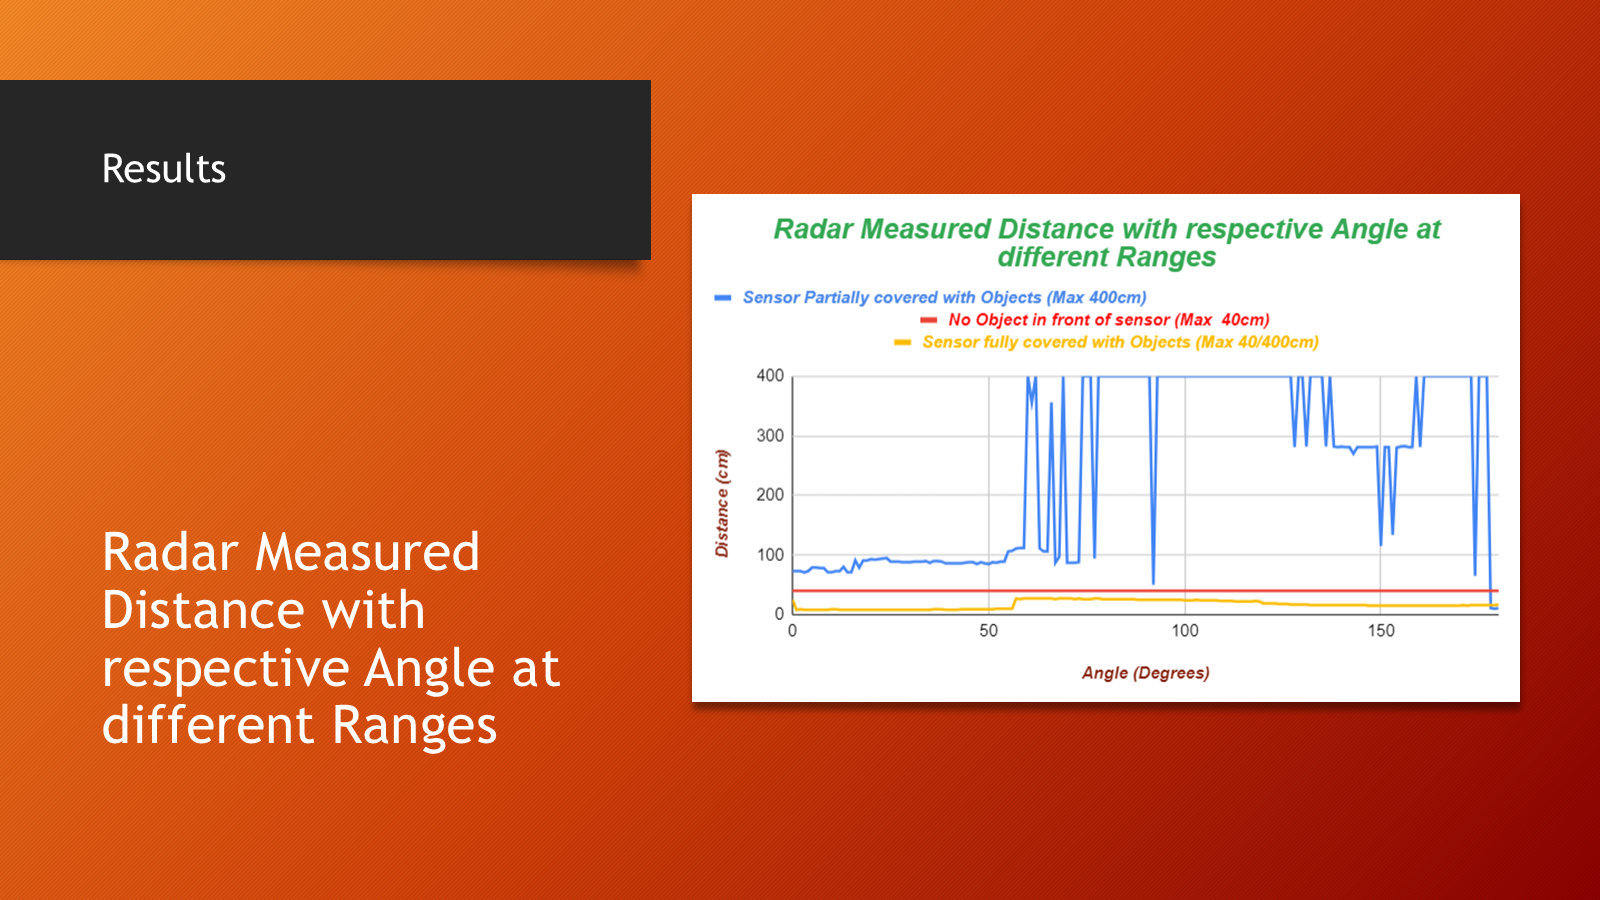 Results
Radar Measured
Distance with
respective Angle at
different Ranges
Radar Measured Distance with respective Angle at
different Ranges
Sensor Partially covered with Objects (Max 400cm)
No Object in front of sensor (Max  40cm)
Sensor fully covered with Objects (Max 40/400cm)
400
300
200
100
0
Distance (cm)
0 50 100 150
Angle (Degrees)